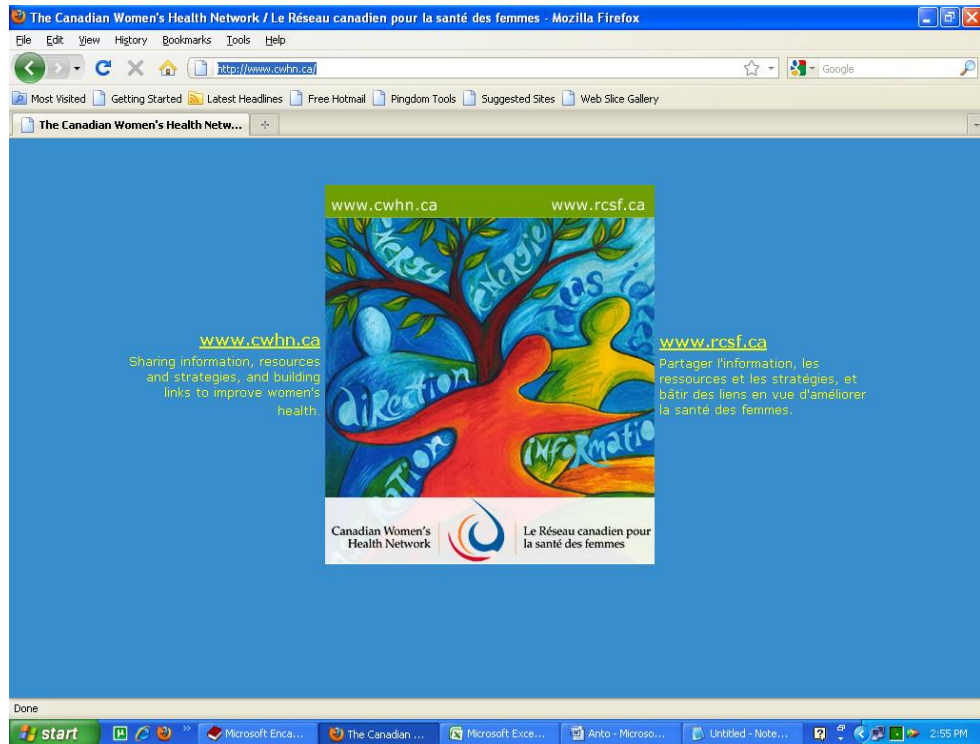 The Canadian Women's Health Network / Le Réseau canadien pour la santé des femmes - Mozilla Firefox
File Edit View History Bookmarks Tools Help
http://www.cwhn.ca/
Google
Most Visited Getting Started Latest Headlines Free Hotmail Pingdom Tools Suggested Sites Web Slice Gallery
The Canadian Women's Health Netw...
www.cwhn.ca www.rcsf.ca
ENERGY
ENERGIE
www.cwhn.ca
Sharing information, resources
and strategies, and building
links to improve women's
health.
direction
INFORMATIO
www.rcsf.ca
Partager l'information, les
ressources et les stratégies, et
bâtir des liens en vue d'améliorer
la santé des femmes.
Canadian Women's
Health Network
Le Réseau canadien pour
la santé des femmes
Done
start Microsoft Enca... The Canadian ... Microsoft Exce... Anto - Microso... Untitled - Note... 2:55 PM